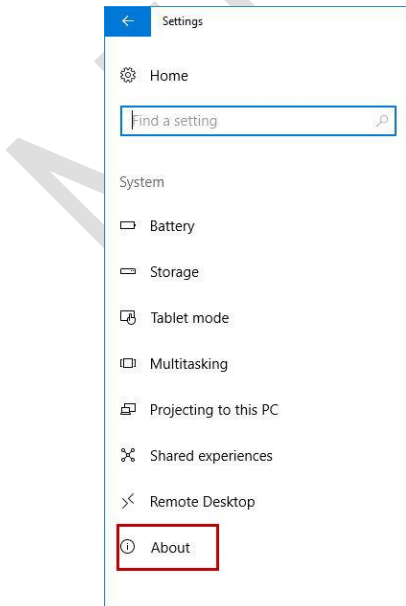 Settings
Home
Find a setting
System
Battery
Storage
Tablet mode
Multitasking
Projecting to this PC
Shared experiences
Remote Desktop
About